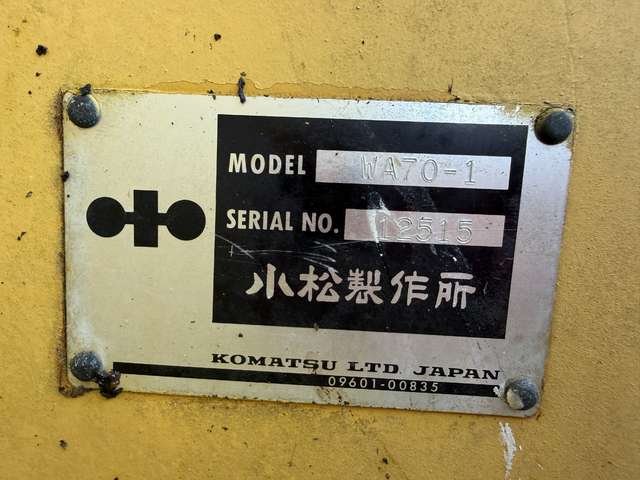 MODEL WA70-1
SERIAL NO. 12515
小松製作所
KOMATSU LTD. JAPAN
09601-00835